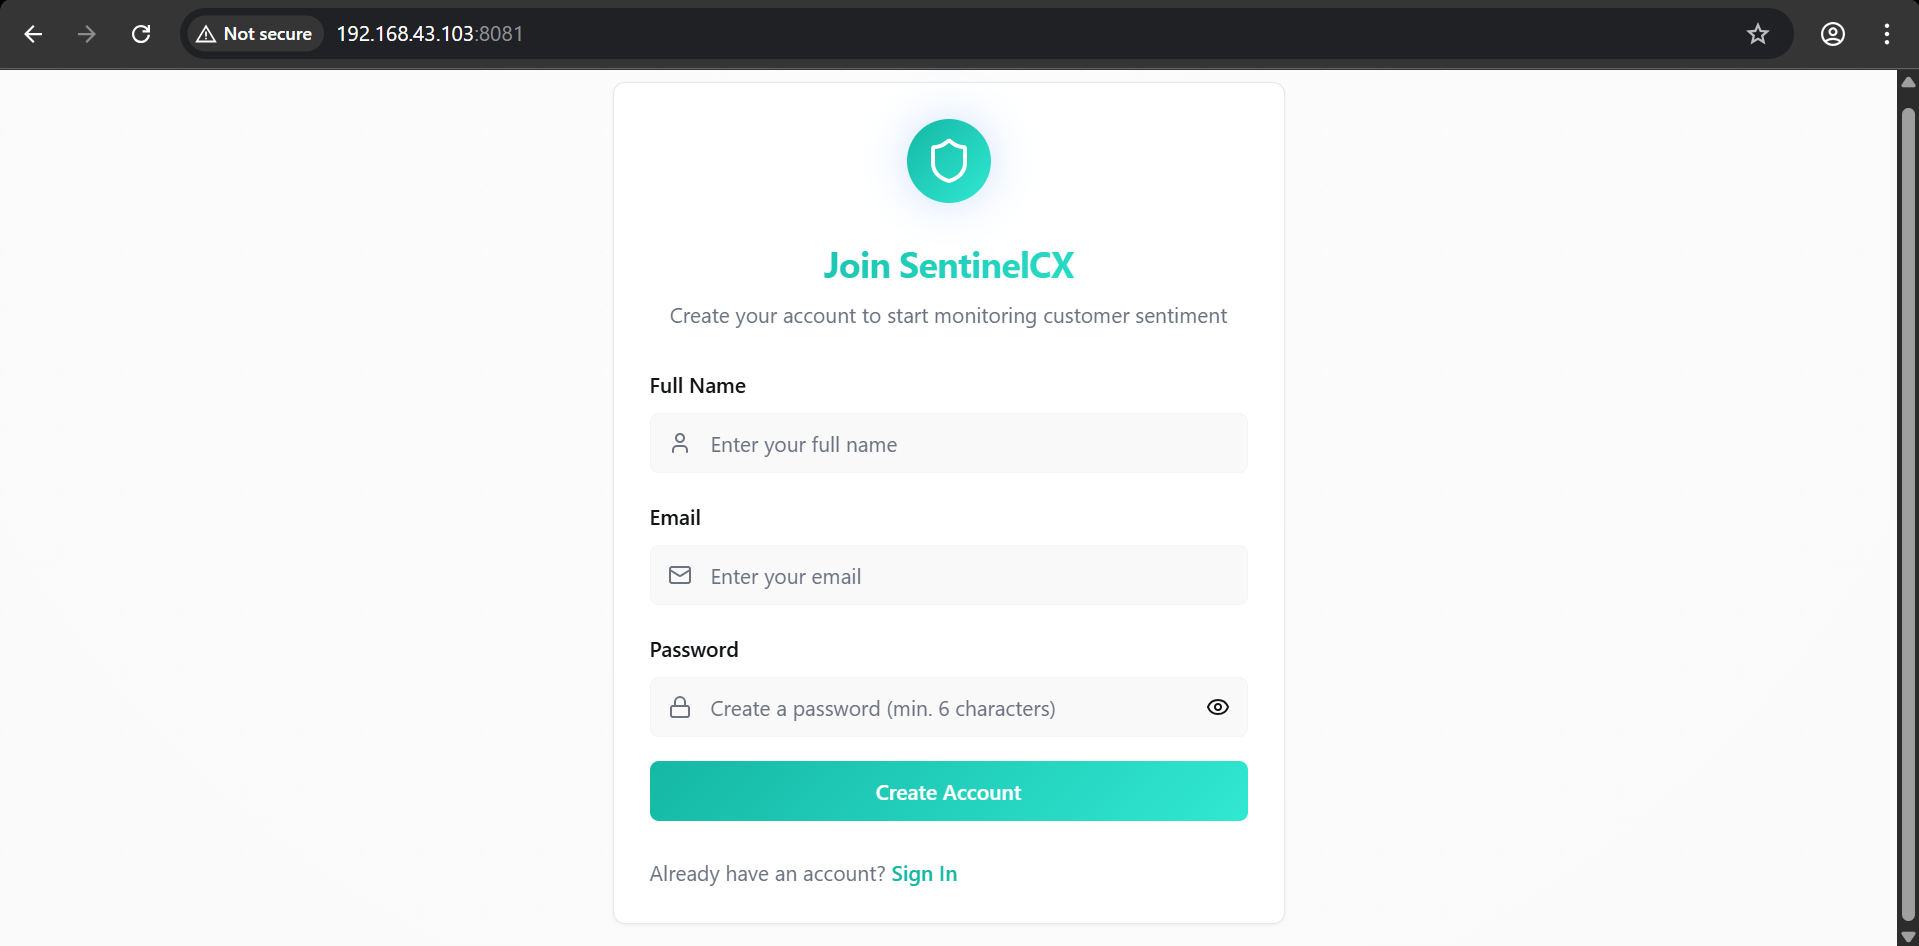 Not secure 192.168.43.103:8081
Join SentinelCX
Create your account to start monitoring customer sentiment
Full Name
Enter your full name
Email
Enter your email
Password
Create a password (min. 6 characters)
Create Account
Already have an account? Sign In